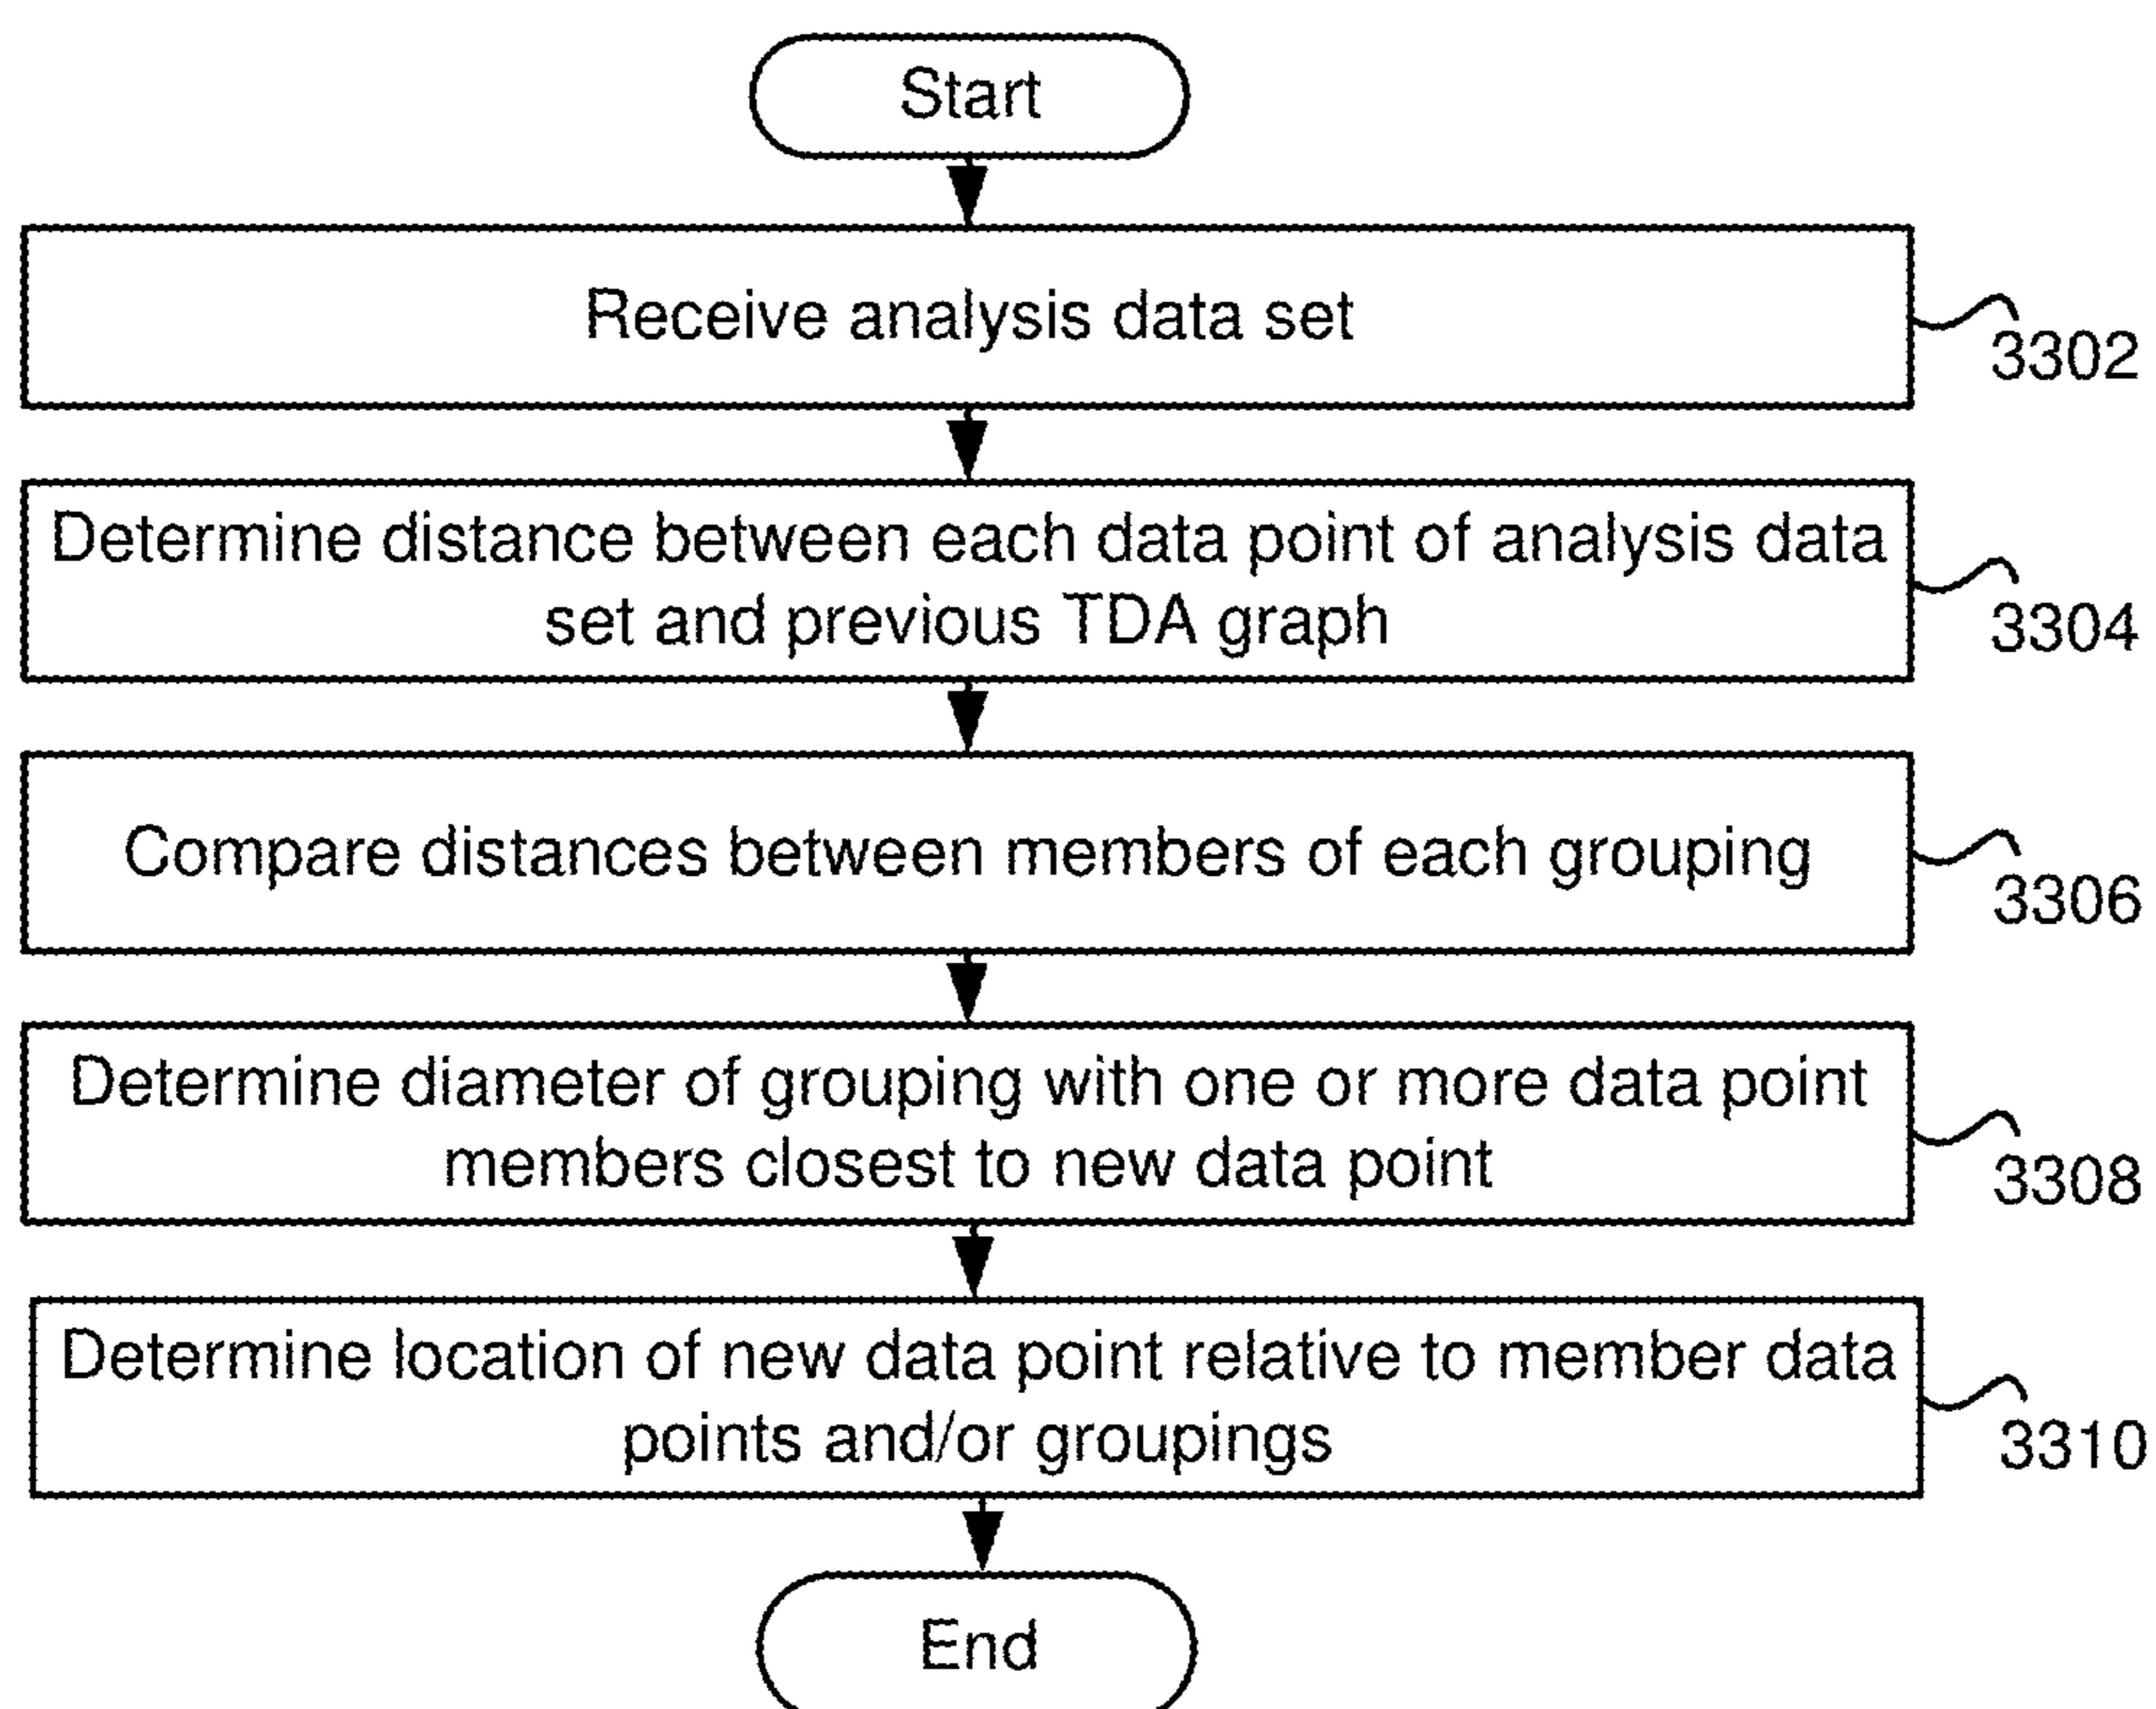 Start
Receive analysis data set
3302
Determine distance between each data point of analysis data
set and previous TDA graph
3304
Compare distances between members of each grouping
3306
Determine diameter of grouping with one or more data point
members closest to new data point
3308
Determine location of new data point relative to member data
points and/or groupings
3310
End